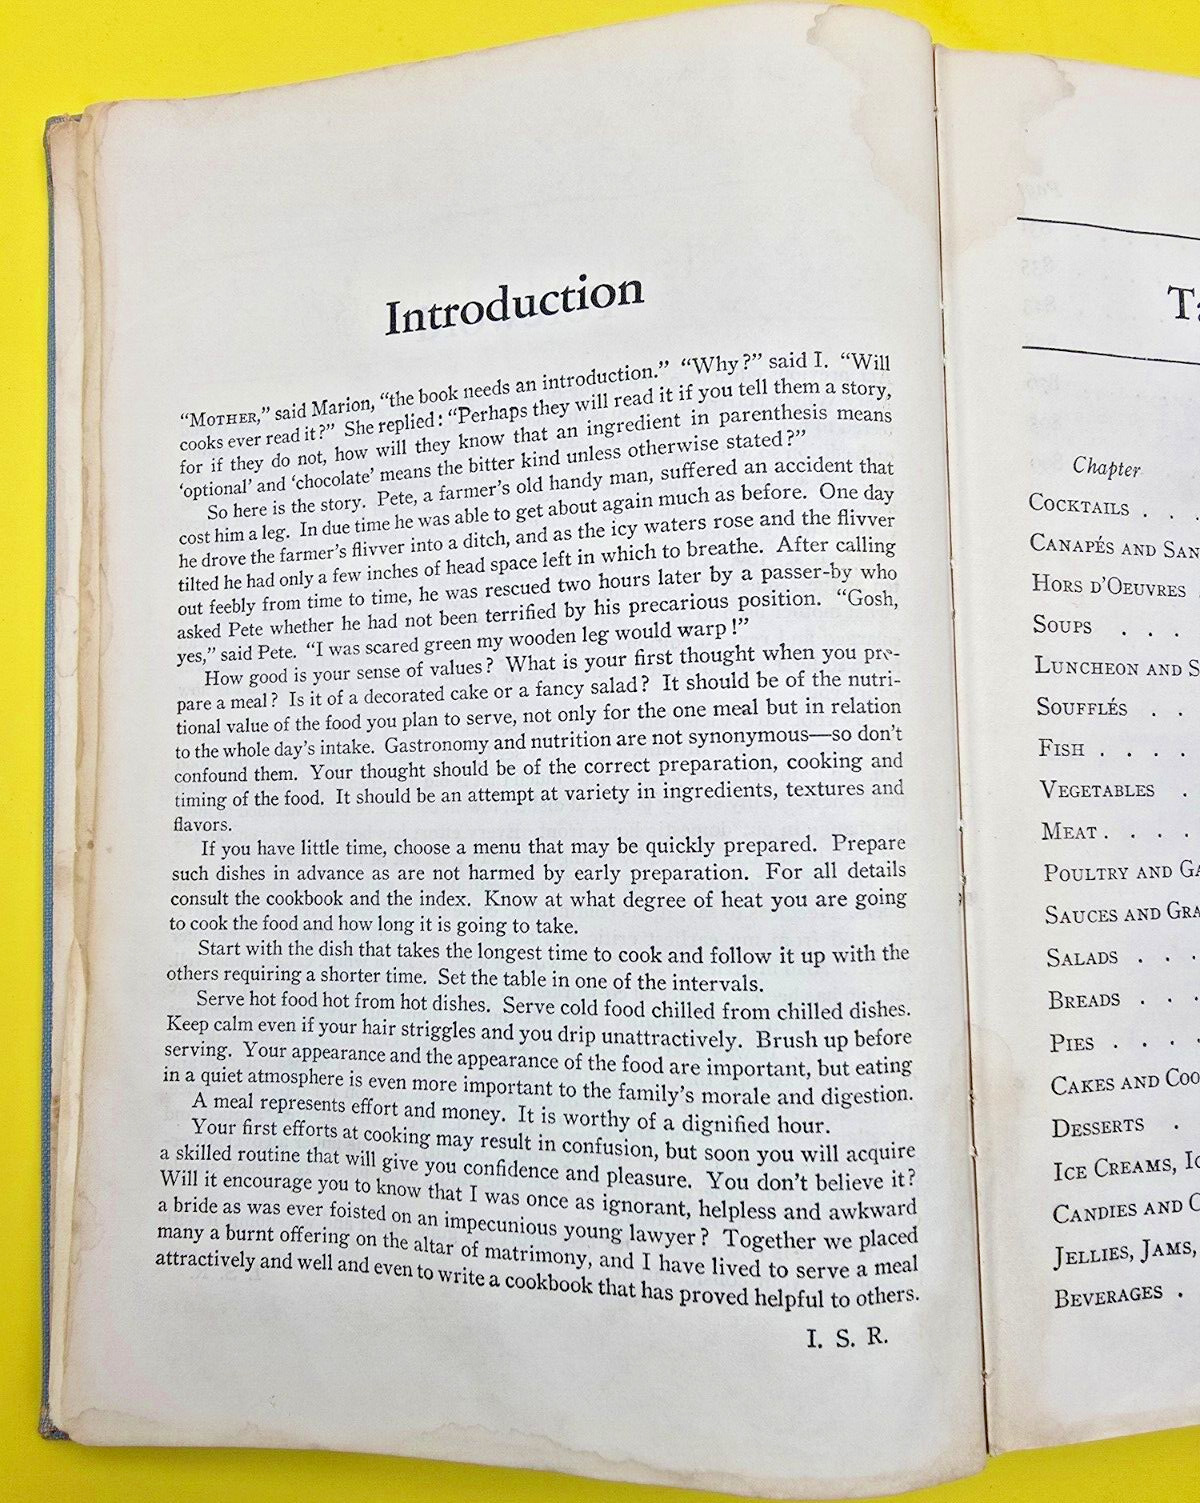 Introduction
“MOTHER,” said Marion, “the book needs an introduction.” “Why?” said I. “Will
cooks ever read it?” She replied: “Perhaps they will read it if you tell them a story,
for if they do not, how will they know that an ingredient in parenthesis means
‘optional’ and ‘chocolate’ means the bitter kind unless otherwise stated?”
So here is the story. Pete, a farmer’s old handy man, suffered an accident that
cost him a leg. In due time he was able to get about again much as before. One day
he drove the farmer’s flivver into a ditch, and as the icy waters rose and the flivver
tilted he had only a few inches of head space left in which to breathe. After calling
out feebly from time to time, he was rescued two hours later by a passer-by who
asked Pete whether he had not been terrified by his precarious position. “Gosh,
yes,” said Pete. “I was scared green my wooden leg would warp!”
How good is your sense of values? What is your first thought when you pre-
pare a meal? Is it of a decorated cake or a fancy salad? It should be of the nutri-
tional value of the food you plan to serve, not only for the one meal but in relation
to the whole day’s intake. Gastronomy and nutrition are not synonymous—so don’t
confound them. Your thought should be of the correct preparation, cooking and
timing of the food. It should be an attempt at variety in ingredients, textures and
flavors.
If you have little time, choose a menu that may be quickly prepared. Prepare
such dishes in advance as are not harmed by early preparation. For all details
consult the cookbook and the index. Know at what degree of heat you are going
to cook the food and how long it is going to take.
Start with the dish that takes the longest time to cook and follow it up with the
others requiring a shorter time. Set the table in one of the intervals.
Serve hot food hot from hot dishes. Serve cold food chilled from chilled dishes.
Keep calm even if your hair striggles and you drip unattractively. Brush up before
serving. Your appearance and the appearance of the food are important, but eating
in a quiet atmosphere is even more important to the family’s morale and digestion.
A meal represents effort and money. It is worthy of a dignified hour.
Your first efforts at cooking may result in confusion, but soon you will acquire
a skilled routine that will give you confidence and pleasure. You don’t believe it?
Will it encourage you to know that I was once as ignorant, helpless and awkward
a bride as was ever foisted on an impecunious young lawyer? Together we placed
many a burnt offering on the altar of matrimony, and I have lived to serve a meal
attractively and well and even to write a cookbook that has proved helpful to others.
I. S. R.
Chapter
COCKTAILS . .
CANAPÉS AND SAN
HORS D’OEUVRES .
SOUPS . . .
LUNCHEON AND S
SOUFFLÉS . .
FISH . . . .
VEGETABLES .
MEAT . . . .
POULTRY AND GA
SAUCES AND GRA
SALADS . . .
BREADS . . .
PIES . . . .
CAKES AND COO
DESSERTS .
ICE CREAMS, IC
CANDIES AND C
JELLIES, JAMS,
BEVERAGES .